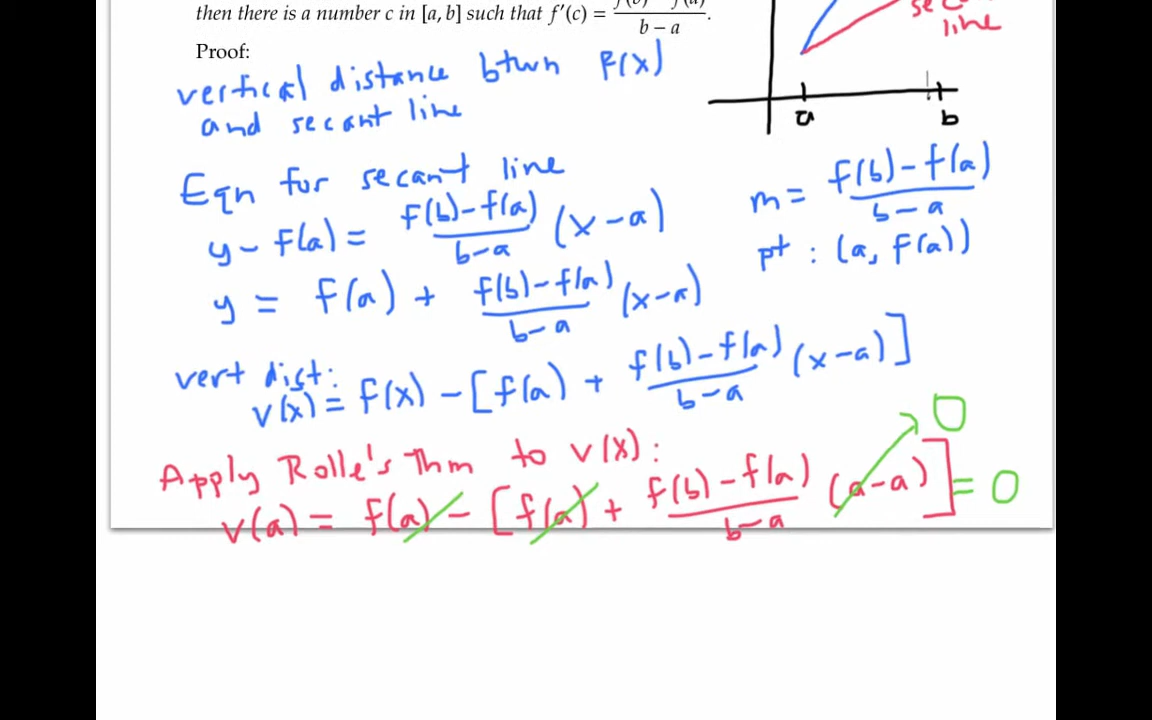 then there is a number c in [a, b] such that f'(c) = f(b) − f(a) / b − a.
secant
line
Proof:
vertical distance btwn F(x)
and secant line
a b
Eqn for secant line
m = f(b)-f(a) / b-a
y - f(a) = f(b)-f(a) / b-a (x-a)
pt : (a, f(a))
y = f(a) + f(b)-f(a) / b-a (x-a)
vert dist:
v(x) = f(x) - [f(a) + f(b)-f(a) / b-a (x-a)]
0
Apply Rolle's Thm to v(x):
v(a) = f(a) - [f(a) + f(b)-f(a) / b-a (a-a)] = 0